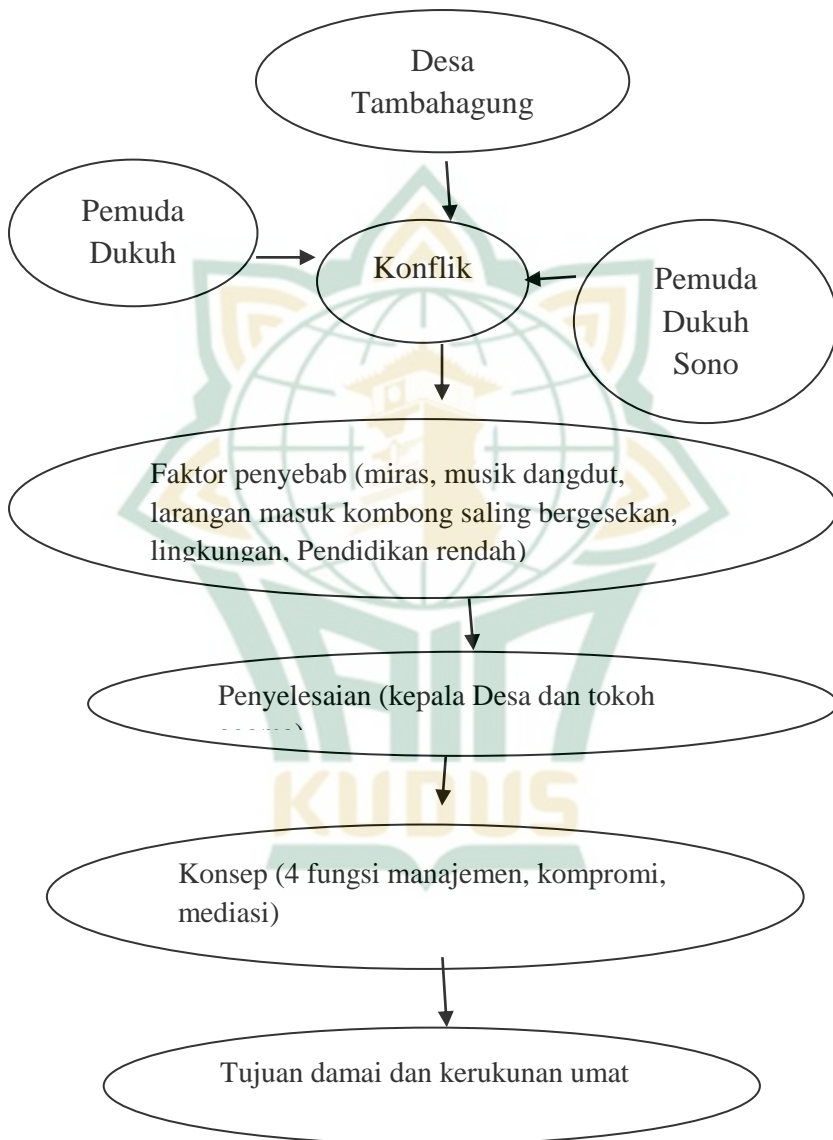 Desa
Tambahagung
Pemuda
Dukuh
Konflik
Pemuda
Dukuh
Sono
Faktor penyebab (miras, musik dangdut,
larangan masuk kombong saling bergesekan,
lingkungan, Pendidikan rendah)
Penyelesaian (kepala Desa dan tokoh
KUDUS
Konsep (4 fungsi manajemen, kompromi,
mediasi)
Tujuan damai dan kerukunan umat